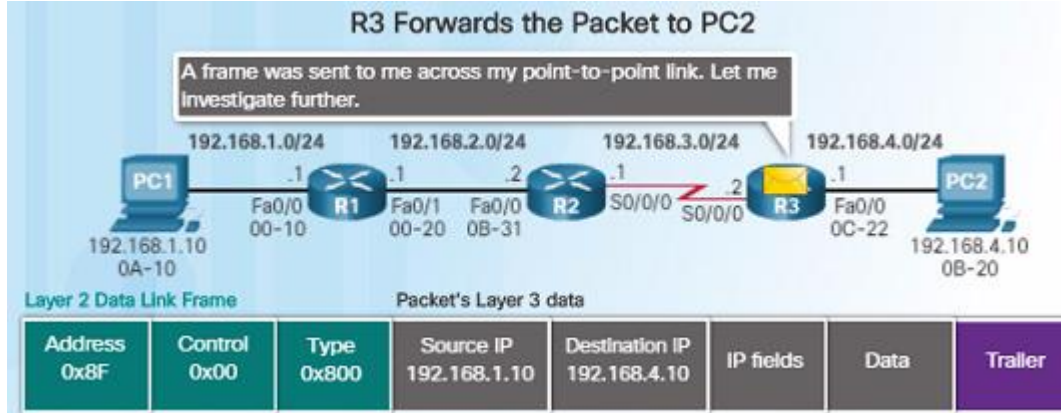 R3 Forwards the Packet to PC2
A frame was sent to me across my point-to-point link. Let me
investigate further.
192.168.1.0/24 192.168.2.0/24 192.168.3.0/24 192.168.4.0/24
PC1 .1 R1 .1 .2 R2 .1 .2 R3 .1 PC2
Fa0/0 Fa0/1 Fa0/0 S0/0/0 S0/0/0 Fa0/0
00-10 00-20 0B-31 0C-22
192.168.1.10 192.168.4.10
0A-10 0B-20
Layer 2 Data Link Frame Packet's Layer 3 data
Address Control Type Source IP Destination IP IP fields Data Trailer
0x8F 0x00 0x800 192.168.1.10 192.168.4.10